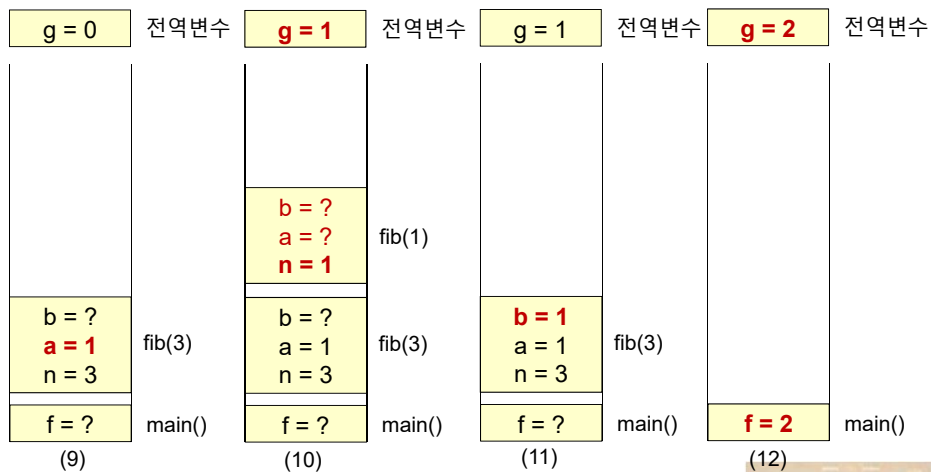 g = 0 전역변수 g = 1 전역변수 g = 1 전역변수 g = 2 전역변수
b = ?
a = ? fib(1)
n = 1
b = ? b = ? b = 1
a = 1 fib(3) a = 1 fib(3) a = 1 fib(3)
n = 3 n = 3 n = 3
f = ? main() f = ? main() f = ? main() f = 2 main()
(9) (10) (11) (12)